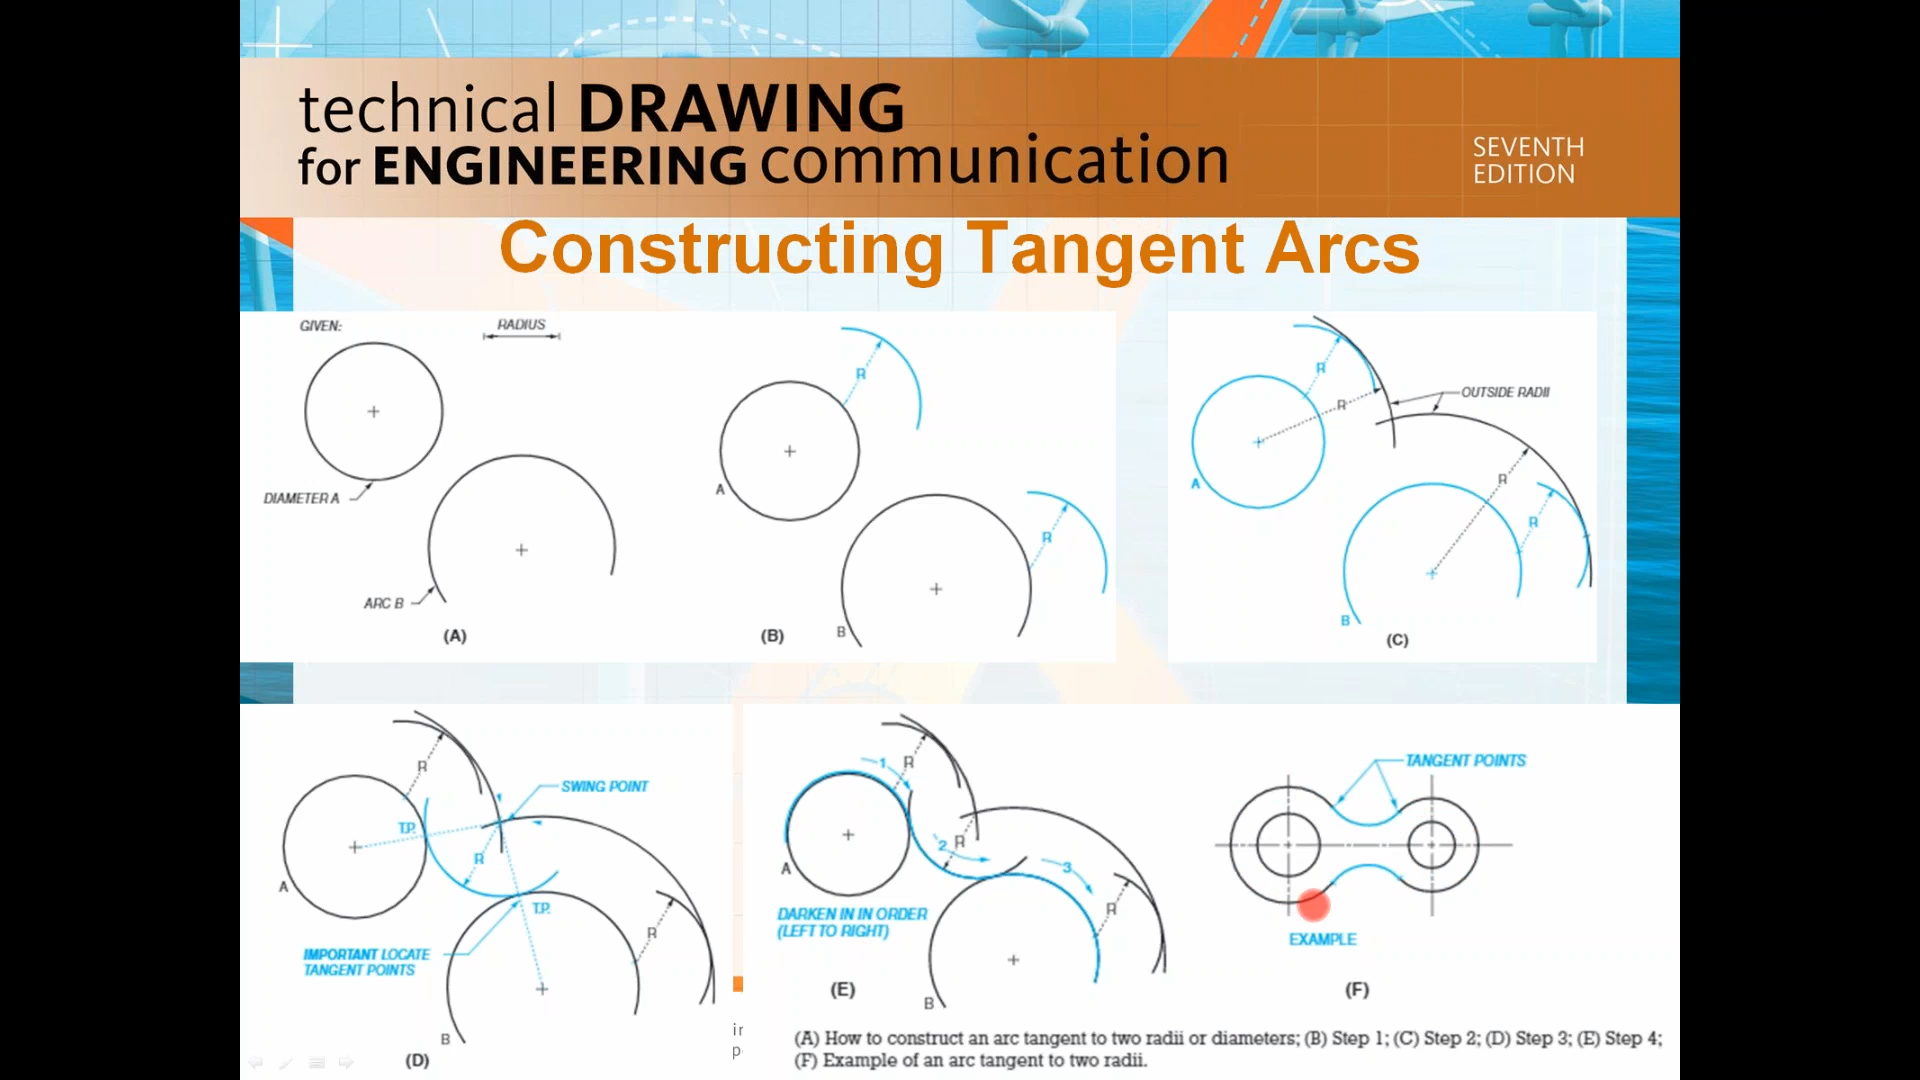 technical DRAWING
for ENGINEERING communication
SEVENTH
EDITION
Constructing Tangent Arcs
GIVEN:
RADIUS
DIAMETER A
ARC B
(A)
R
A
R
B
(B)
R
R
OUTSIDE RADII
R
R
A
B
(C)
R
SWING POINT
T.P.
R
A
T.P.
R
IMPORTANT LOCATE
TANGENT POINTS
B
(D)
1
R
2
R
3
A
R
DARKEN IN IN ORDER
(LEFT TO RIGHT)
B
(E)
TANGENT POINTS
EXAMPLE
(F)
(A) How to construct an arc tangent to two radii or diameters; (B) Step 1; (C) Step 2; (D) Step 3; (E) Step 4;
(F) Example of an arc tangent to two radii.